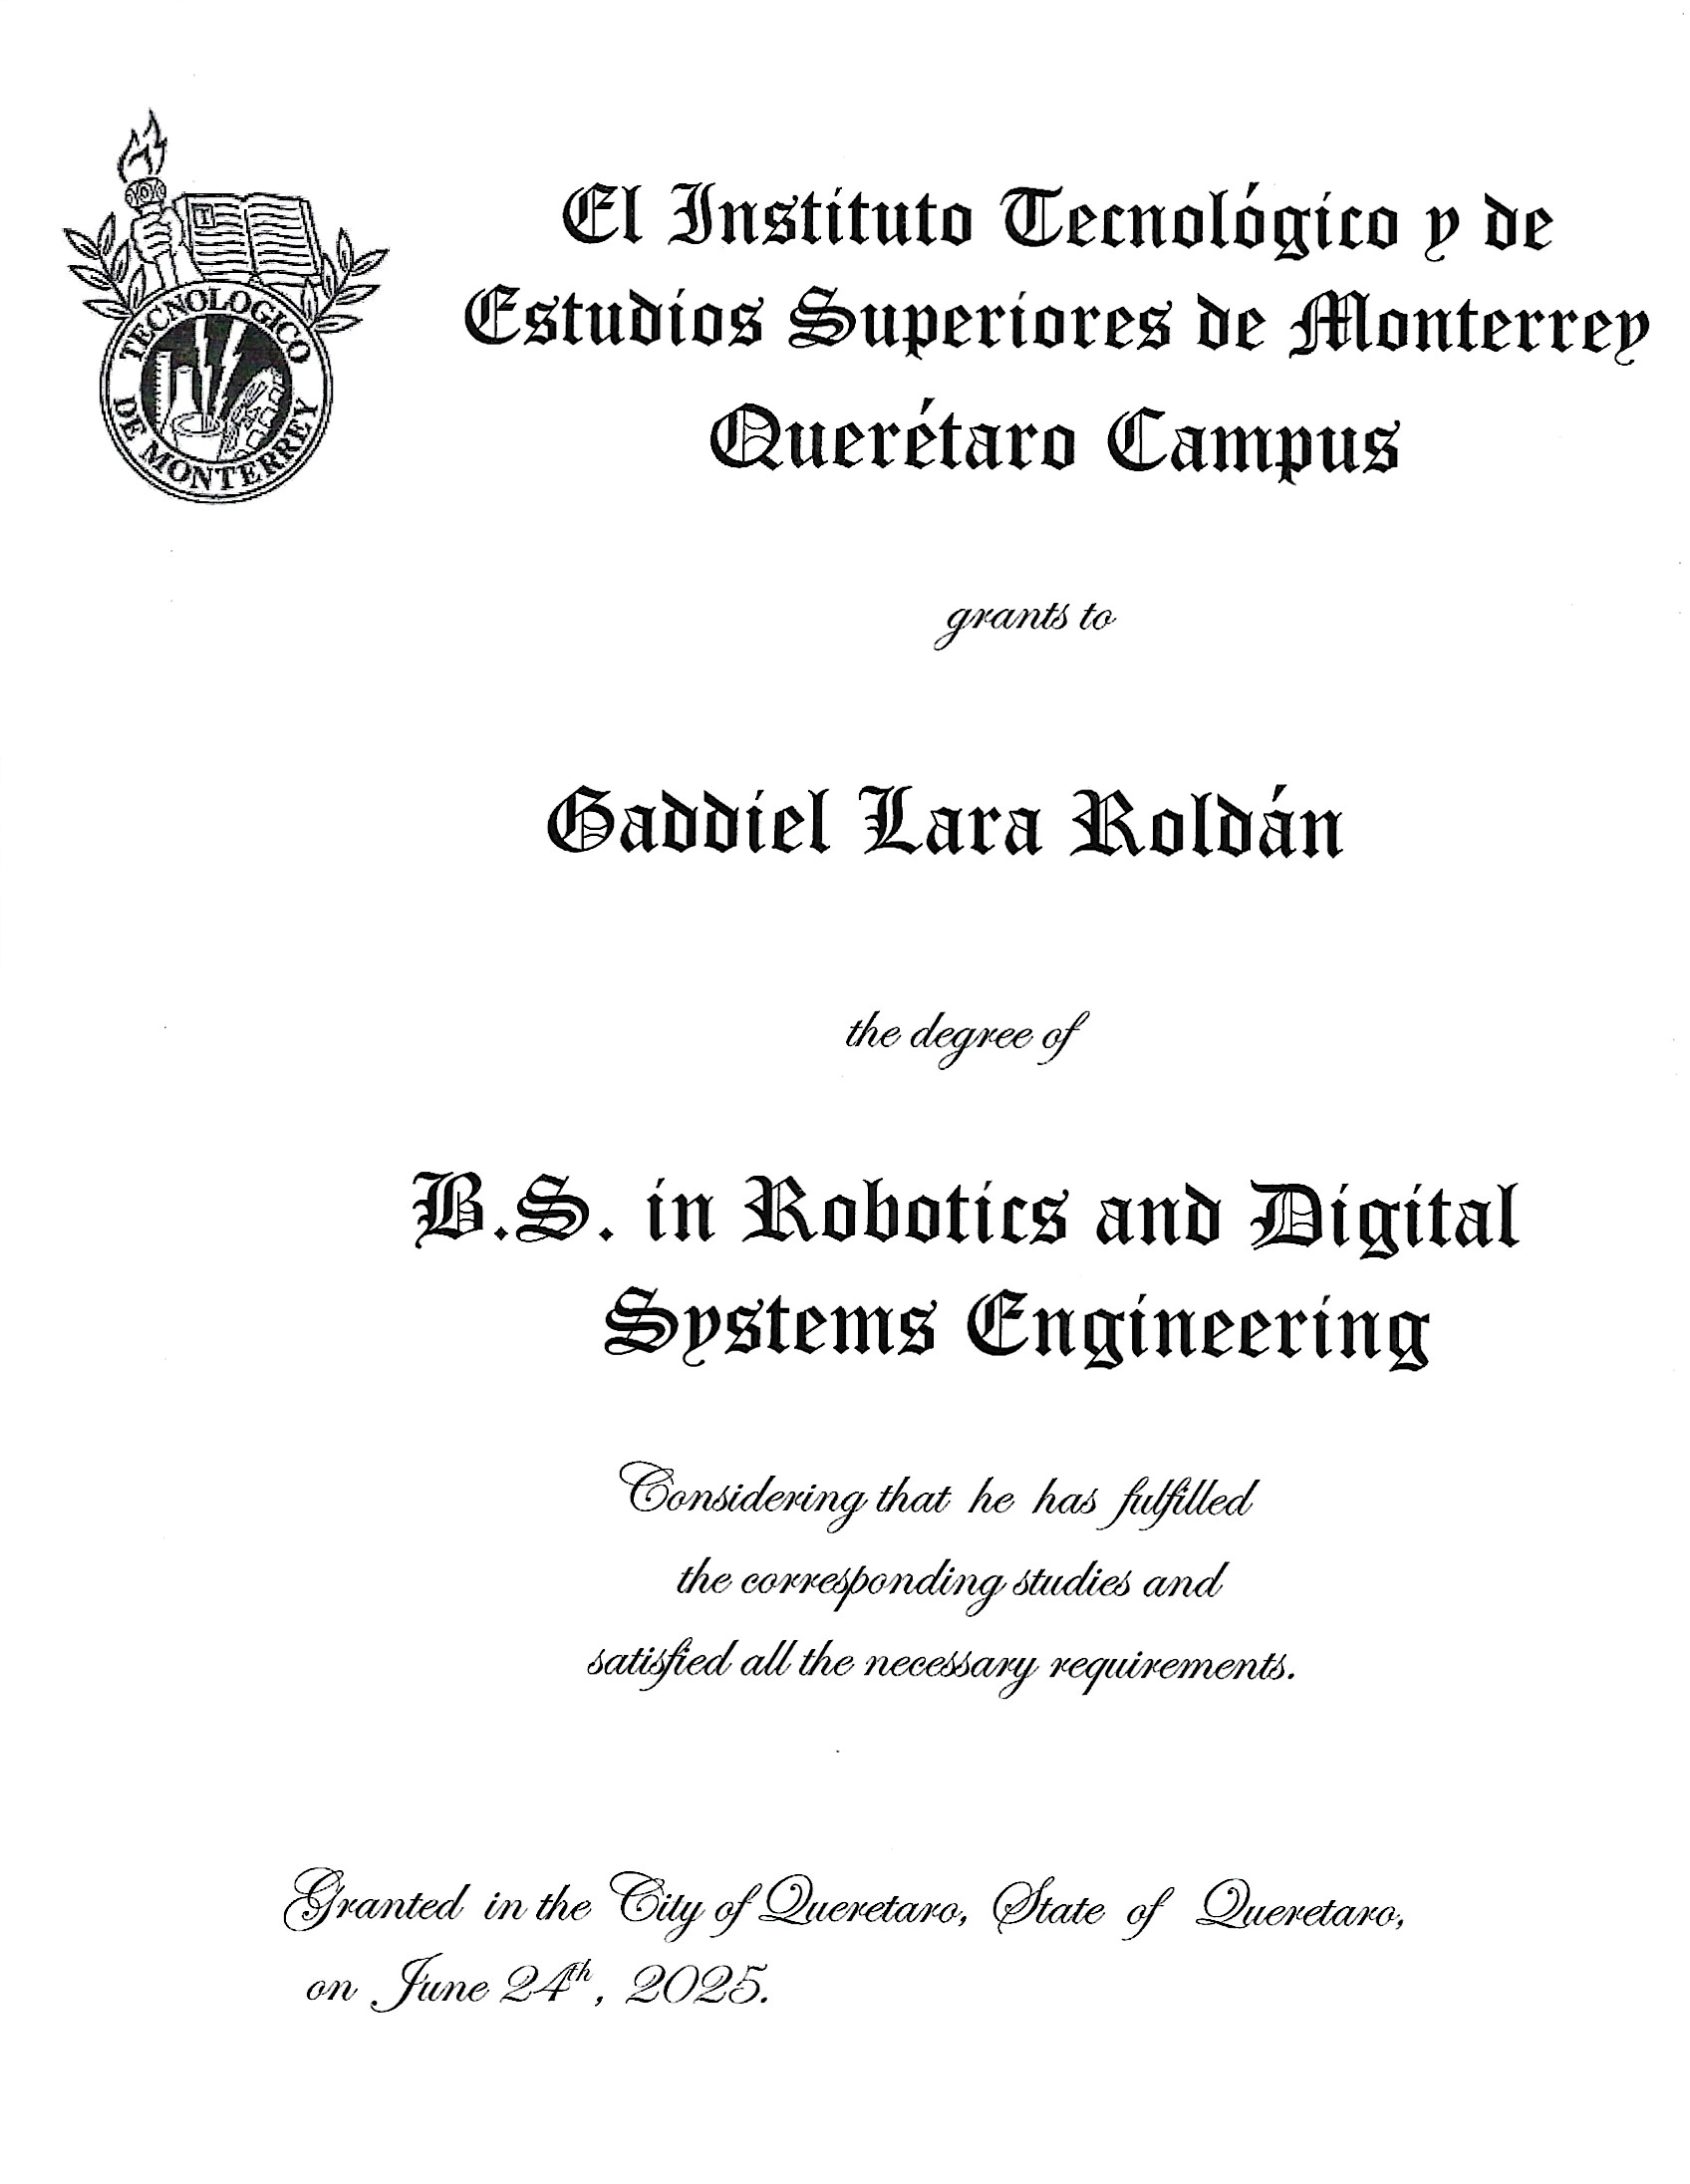 TECNOLOGICO
DE MONTERREY
El Instituto Tecnológico y de
Estudios Superiores de Monterrey
Querétaro Campus
grants to
Gaddiel Lara Roldán
the degree of
B.S. in Robotics and Digital
Systems Engineering
Considering that he has fulfilled
the corresponding studies and
satisfied all the necessary requirements.
Granted in the City of Queretaro, State of Queretaro,
on June 24th, 2025.